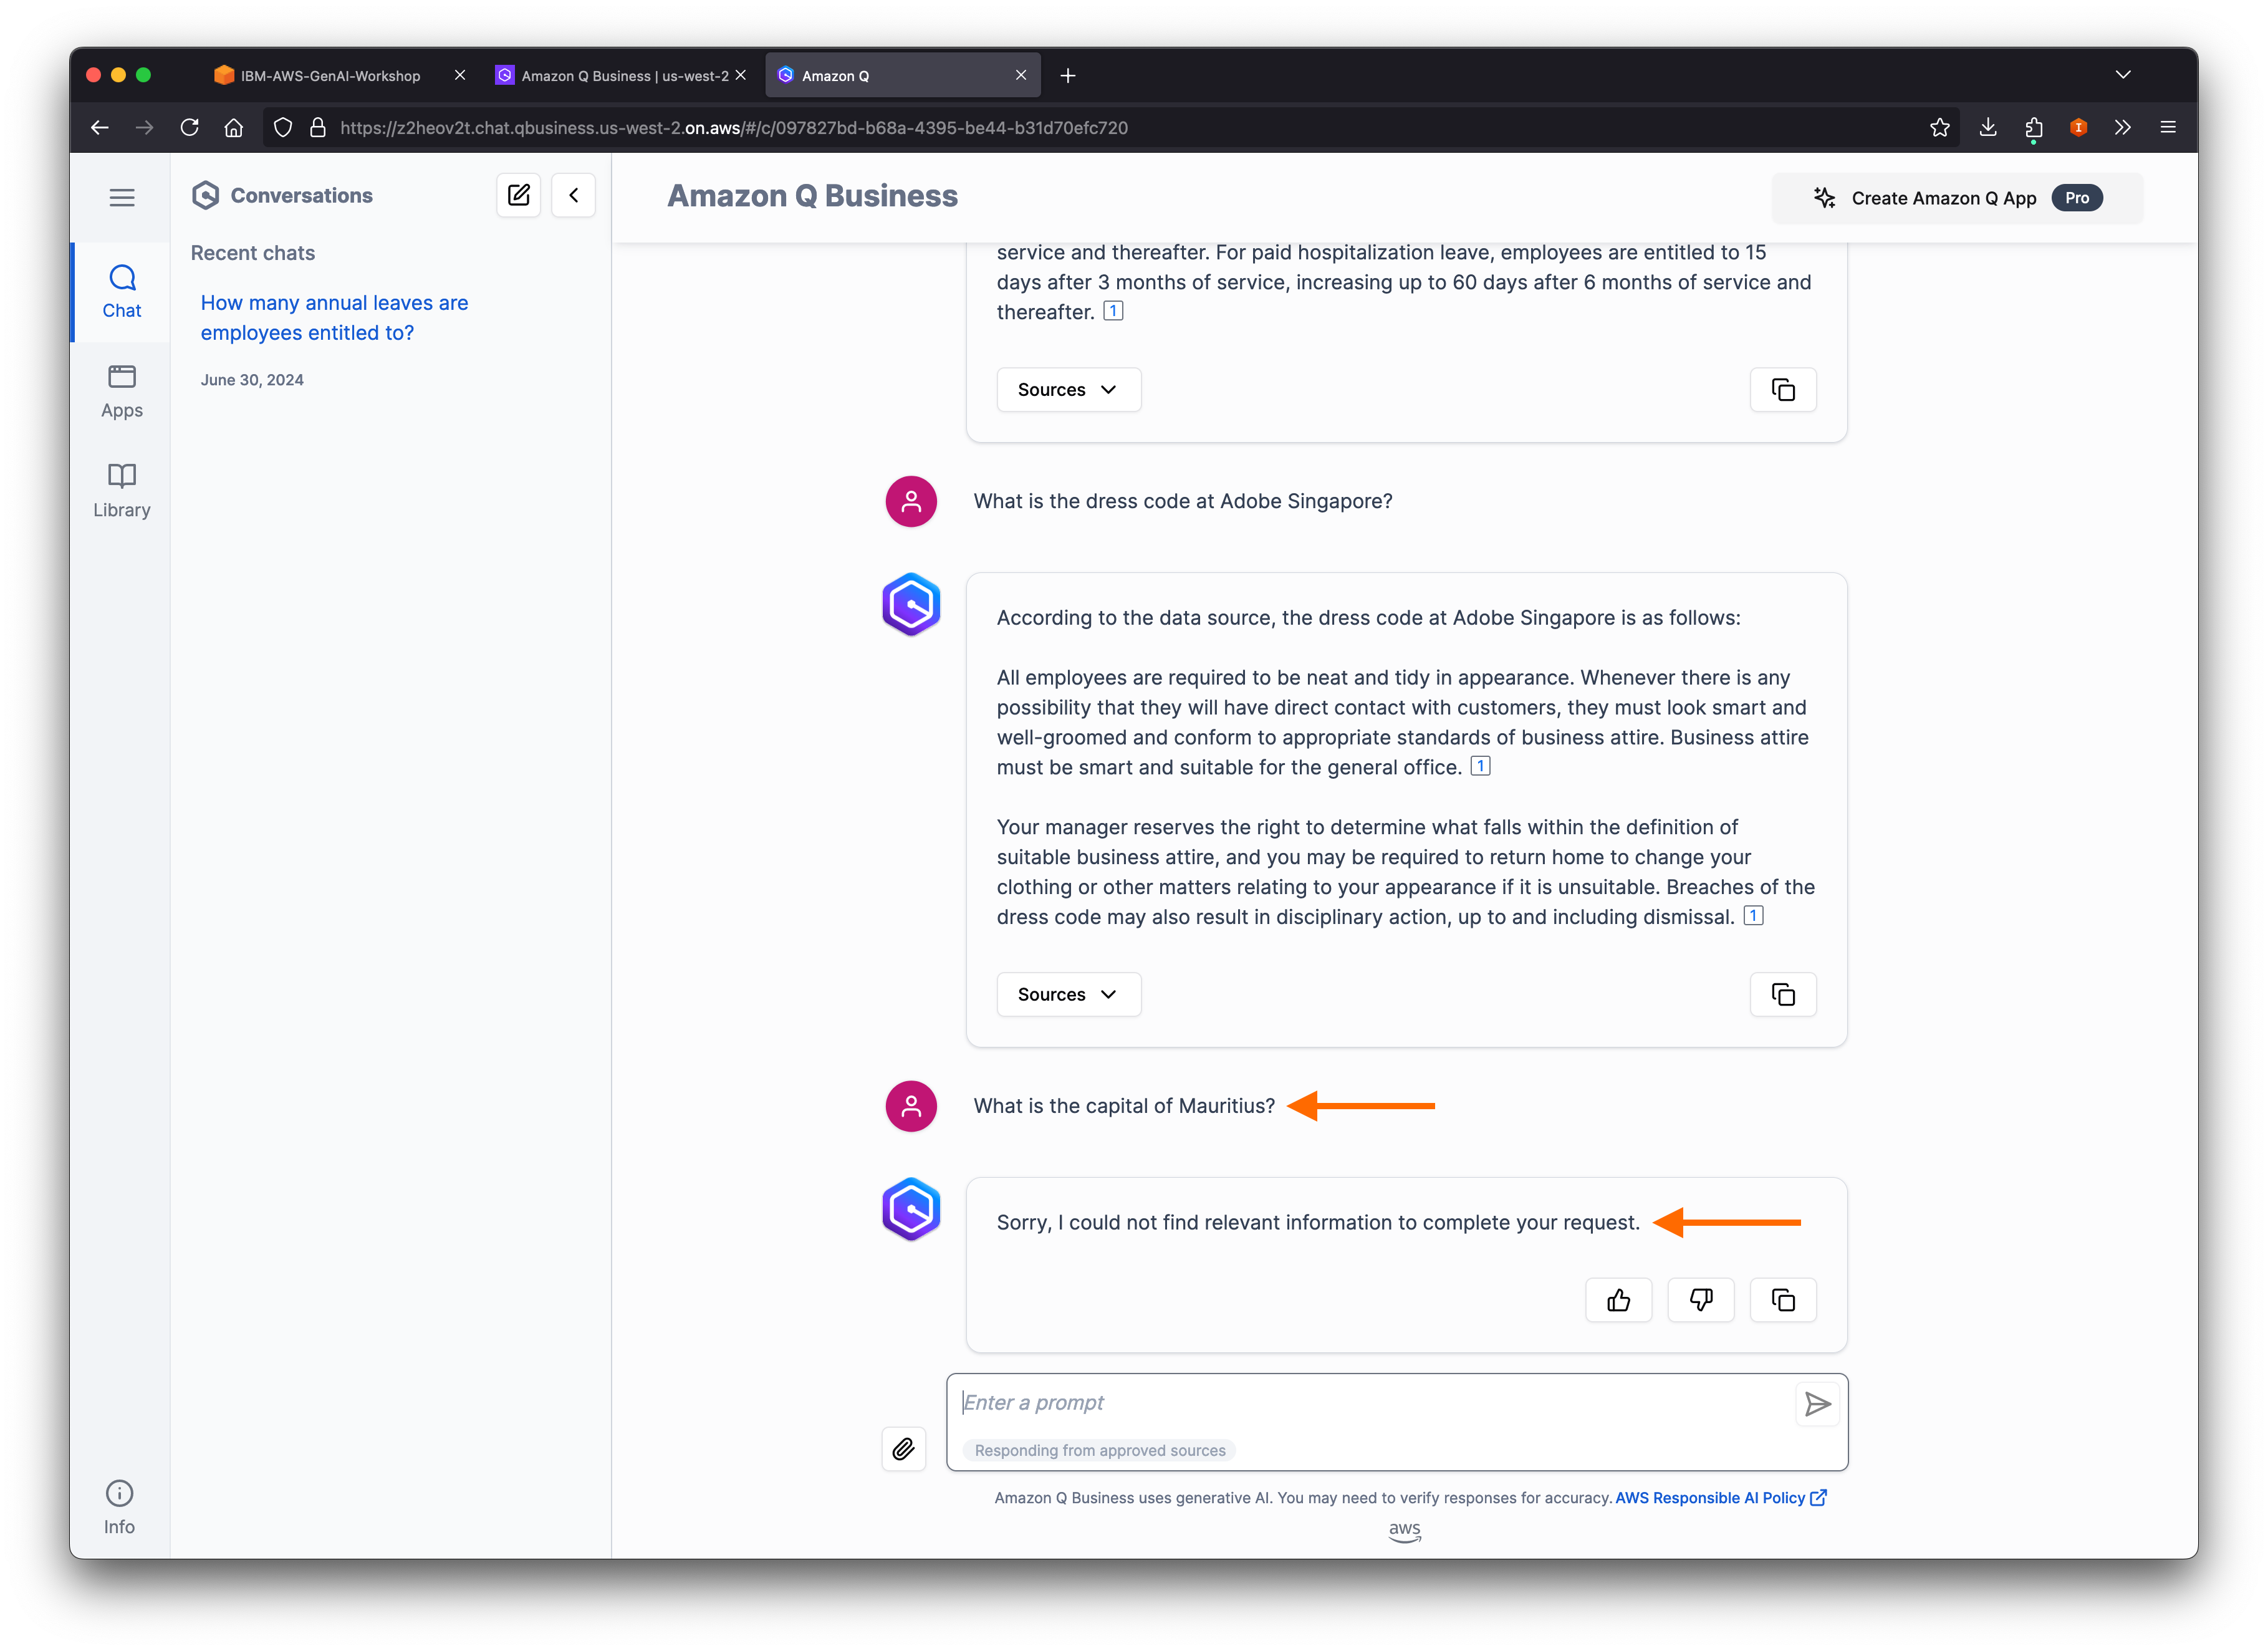 IBM-AWS-GenAI-Workshop
Amazon Q Business | us-west-2
Amazon Q
https://z2heov2t.chat.qbusiness.us-west-2.on.aws/#/c/097827bd-b68a-4395-be44-b31d70efc720
Conversations
Amazon Q Business
Create Amazon Q App
Pro
Recent chats
How many annual leaves are
employees entitled to?
June 30, 2024
Chat
Apps
Library
Info
service and thereafter. For paid hospitalization leave, employees are entitled to 15
days after 3 months of service, increasing up to 60 days after 6 months of service and
thereafter. 1
Sources
What is the dress code at Adobe Singapore?
According to the data source, the dress code at Adobe Singapore is as follows:
All employees are required to be neat and tidy in appearance. Whenever there is any
possibility that they will have direct contact with customers, they must look smart and
well-groomed and conform to appropriate standards of business attire. Business attire
must be smart and suitable for the general office. 1
Your manager reserves the right to determine what falls within the definition of
suitable business attire, and you may be required to return home to change your
clothing or other matters relating to your appearance if it is unsuitable. Breaches of the
dress code may also result in disciplinary action, up to and including dismissal. 1
Sources
What is the capital of Mauritius?
Sorry, I could not find relevant information to complete your request.
Enter a prompt
Responding from approved sources
Amazon Q Business uses generative AI. You may need to verify responses for accuracy. AWS Responsible AI Policy
aws